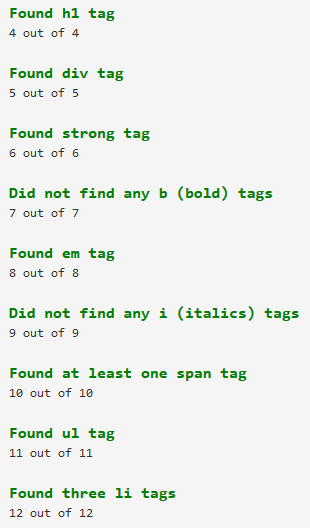 Found h1 tag
4 out of 4
Found div tag
5 out of 5
Found strong tag
6 out of 6
Did not find any b (bold) tags
7 out of 7
Found em tag
8 out of 8
Did not find any i (italics) tags
9 out of 9
Found at least one span tag
10 out of 10
Found ul tag
11 out of 11
Found three li tags
12 out of 12